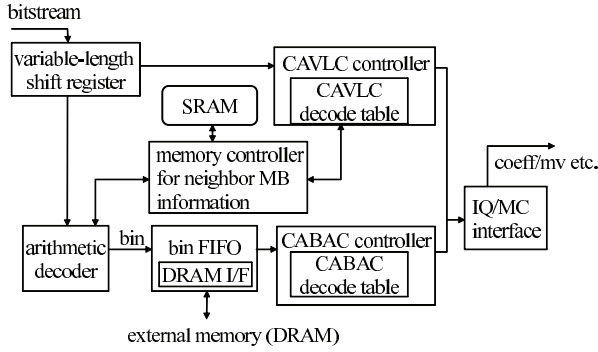 bitstream
variable-length
shift register
CAVLC controller
CAVLC
decode table
SRAM
memory controller
for neighbor MB
information
coeff/mv etc.
IQ/MC
interface
arithmetic
decoder
bin
bin FIFO
DRAM I/F
CABAC controller
CABAC
decode table
external memory (DRAM)